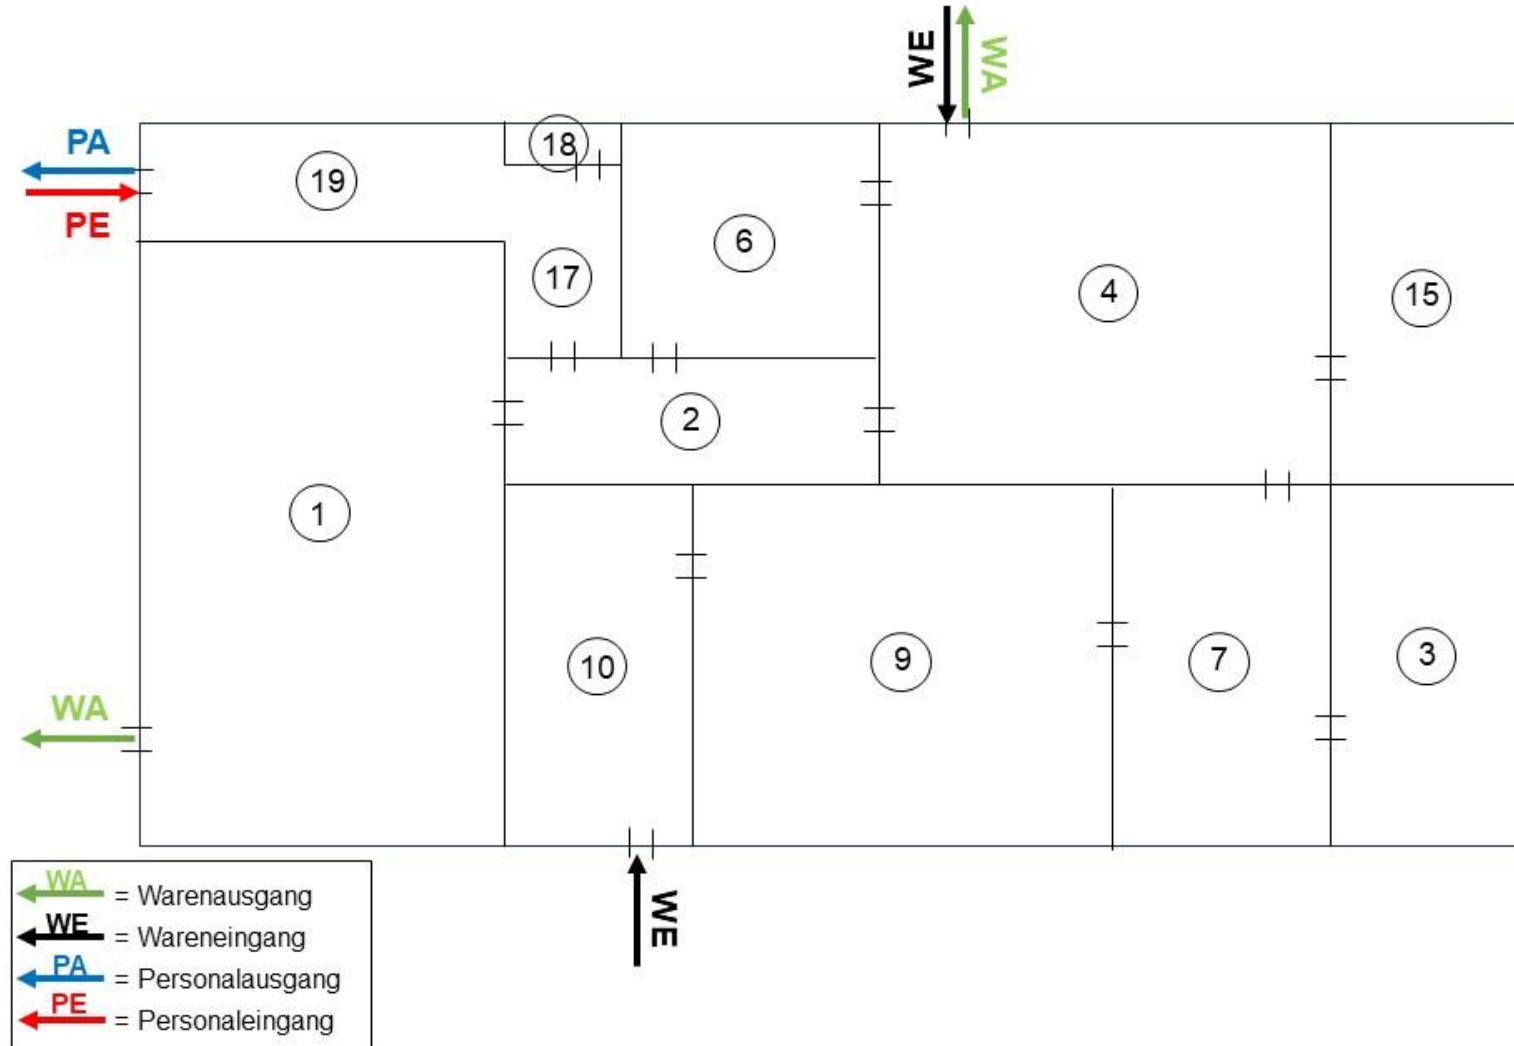 WE
WA
PA
PE
19
18
17
6
4
15
2
1
10
9
7
3
WA
WE
WA = Warenausgang
WE = Wareneingang
PA = Personalausgang
PE = Personaleingang